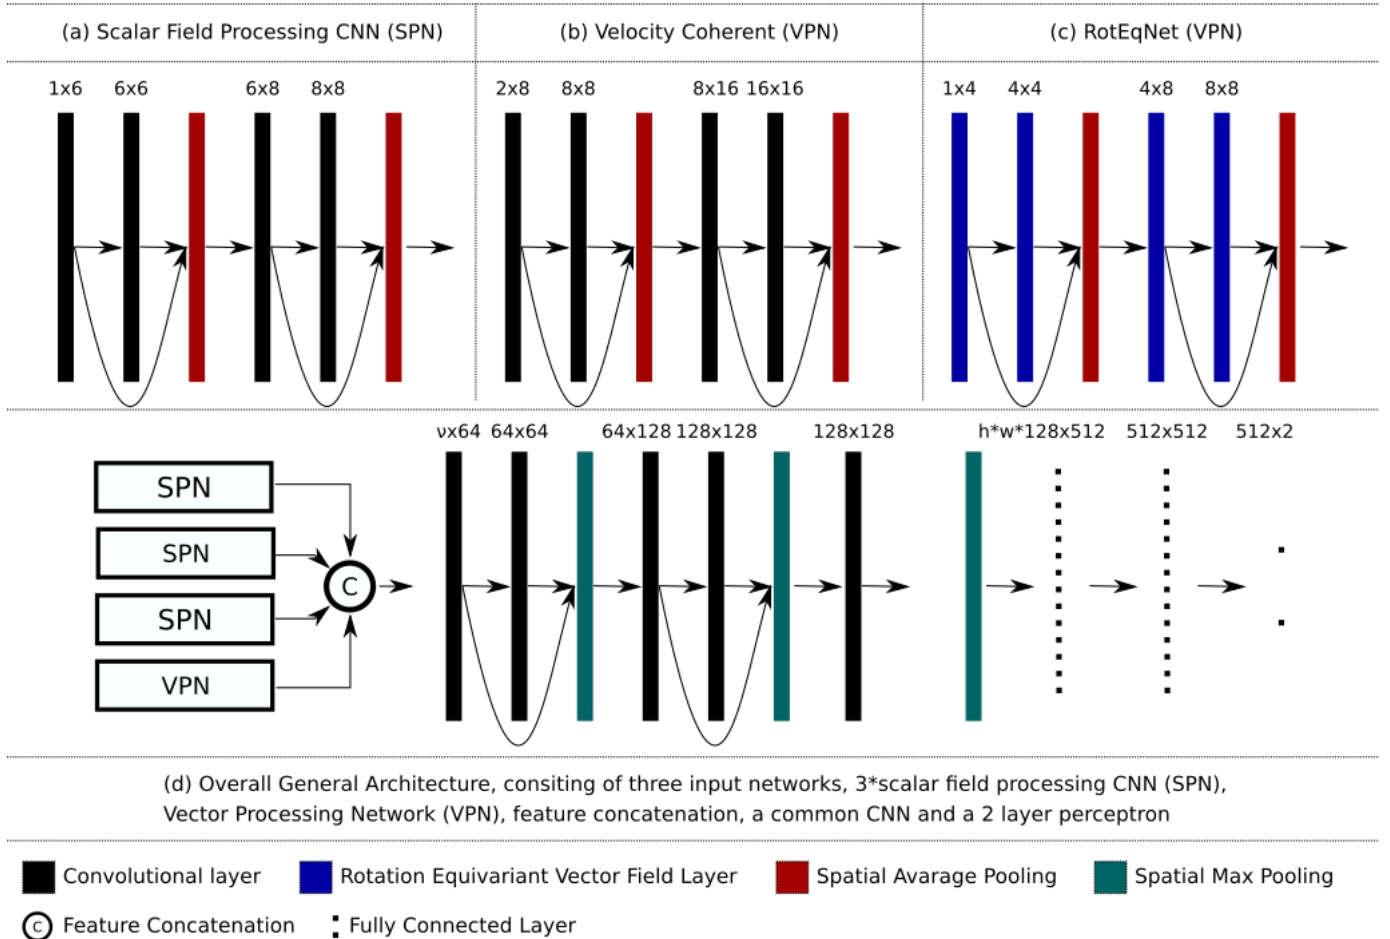 (a) Scalar Field Processing CNN (SPN)
(b) Velocity Coherent (VPN)
(c) RotEqNet (VPN)
1x6 6x6 6x8 8x8
2x8 8x8 8x16 16x16
1x4 4x4 4x8 8x8
νx64 64x64 64x128 128x128 128x128 h*w*128x512 512x512 512x2
SPN
SPN
SPN
VPN
C
(d) Overall General Architecture, consiting of three input networks, 3*scalar field processing CNN (SPN),
Vector Processing Network (VPN), feature concatenation, a common CNN and a 2 layer perceptron
Convolutional layer
Rotation Equivariant Vector Field Layer
Spatial Avarage Pooling
Spatial Max Pooling
C Feature Concatenation
Fully Connected Layer